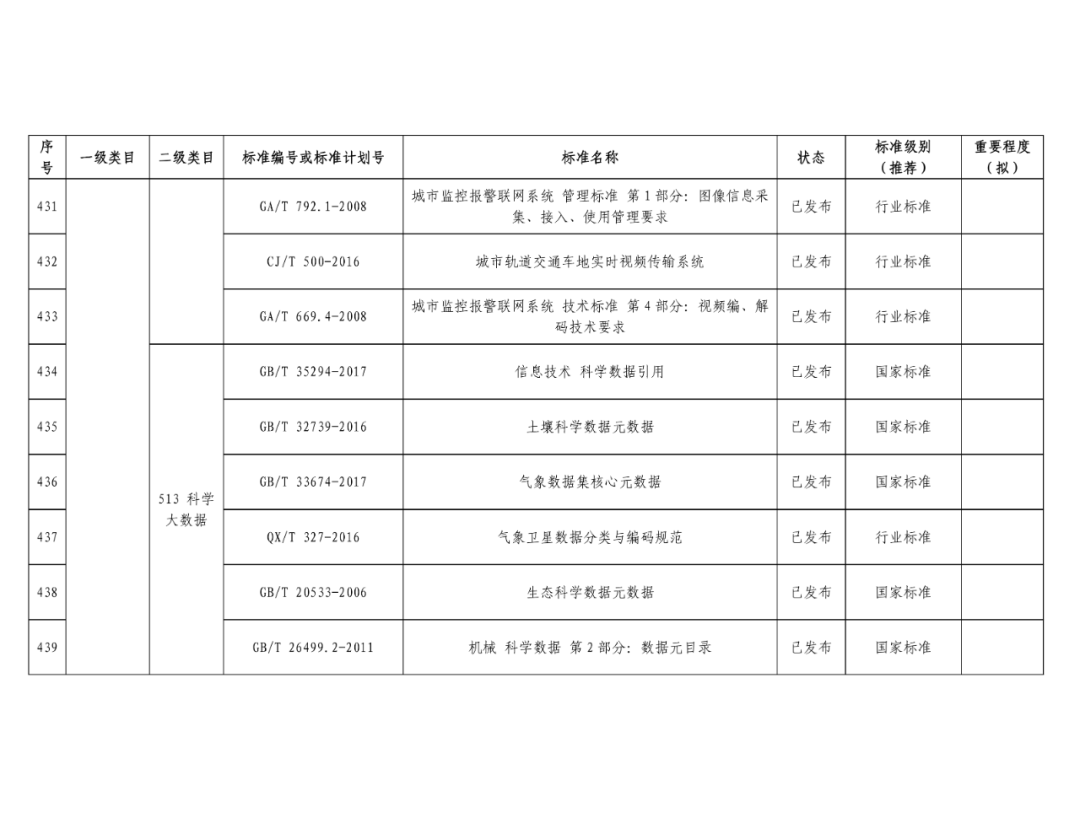 序号 一级类目 二级类目 标准编号或标准计划号 标准名称 状态 标准级别（推荐） 重要程度（拟）
431 GA/T 792.1-2008 城市监控报警联网系统 管理标准 第1部分：图像信息采集、接入、使用管理要求 已发布 行业标准
432 CJ/T 500-2016 城市轨道交通车地实时视频传输系统 已发布 行业标准
433 GA/T 669.4-2008 城市监控报警联网系统 技术标准 第4部分：视频编、解码技术要求 已发布 行业标准
513 科学大数据
434 GB/T 35294-2017 信息技术 科学数据引用 已发布 国家标准
435 GB/T 32739-2016 土壤科学数据元数据 已发布 国家标准
436 GB/T 33674-2017 气象数据集核心元数据 已发布 国家标准
437 QX/T 327-2016 气象卫星数据分类与编码规范 已发布 行业标准
438 GB/T 20533-2006 生态科学数据元数据 已发布 国家标准
439 GB/T 26499.2-2011 机械 科学数据 第2部分：数据元目录 已发布 国家标准